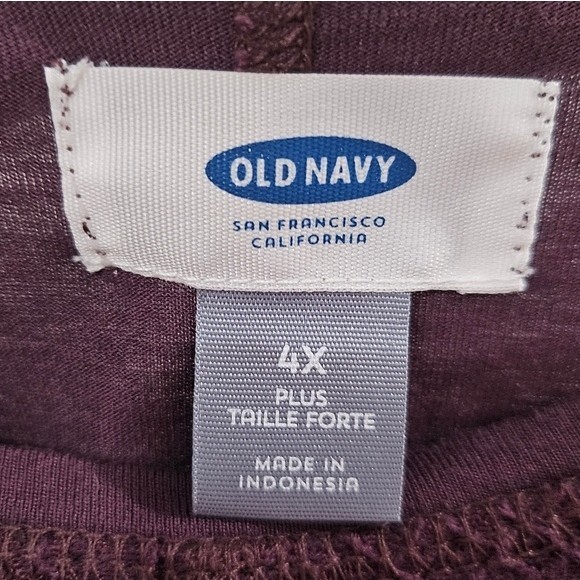 OLD NAVY
SAN FRANCISCO
CALIFORNIA
4X
PLUS
TAILLE FORTE
MADE IN
INDONESIA